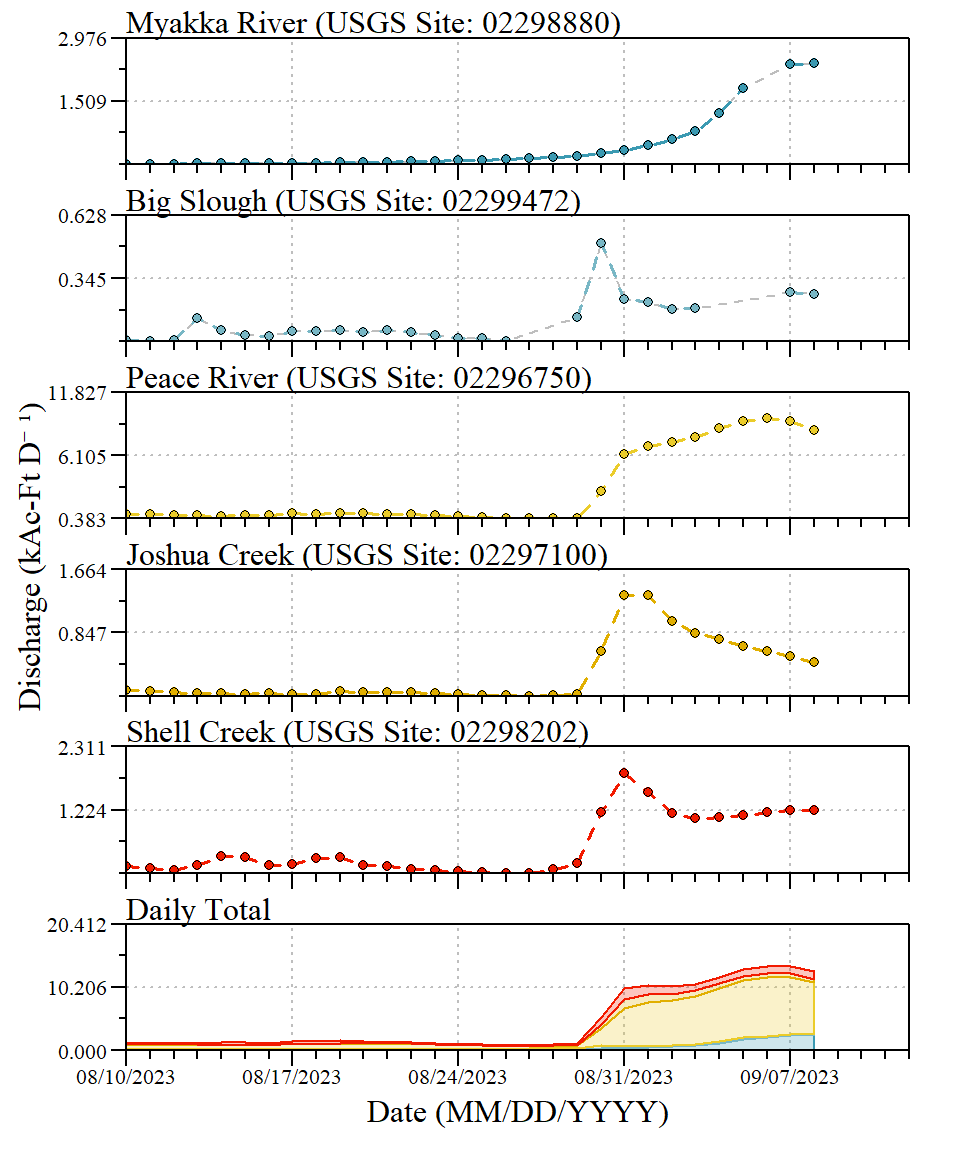 Myakka River (USGS Site: 02298880)
2.976
1.509
Big Slough (USGS Site: 02299472)
0.628
0.345
Peace River (USGS Site: 02296750)
11.827
6.105
0.383
Joshua Creek (USGS Site: 02297100)
1.664
0.847
Shell Creek (USGS Site: 02298202)
2.311
1.224
Daily Total
20.412
10.206
0.000
08/10/2023 08/17/2023 08/24/2023 08/31/2023 09/07/2023
Date (MM/DD/YYYY)
Discharge (kAc-Ft D⁻¹)